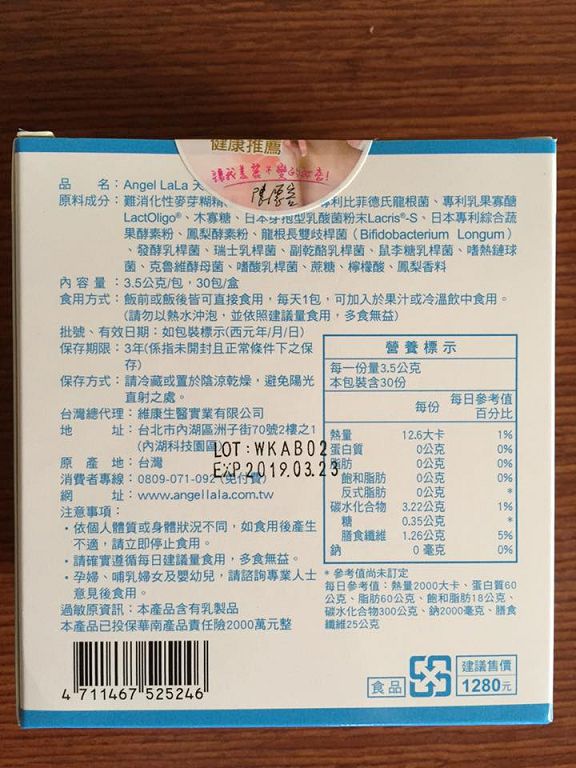 健康推薦
讓我美麗不變的祕密!
品 名：Angel LaLa 天
原料成分：難消化性麥芽糊精 利比菲德氏龍根菌、專利乳果寡醣
LactOligo®、木寡糖、日本芽孢型乳酸菌粉末Lacris®-S、日本專利綜合蔬
果酵素粉、鳳梨酵素粉、龍根長雙歧桿菌（Bifidobacterium Longum）
、發酵乳桿菌、瑞士乳桿菌、副乾酪乳桿菌、鼠李糖乳桿菌、嗜熱鏈球
菌、克魯維酵母菌、嗜酸乳桿菌、蔗糖、檸檬酸、鳳梨香料
內容量：3.5公克/包，30包/盒
食用方式：飯前或飯後皆可直接食用，每天1包，可加入於果汁或冷溫飲中食用。
(請勿以熱水沖泡，並依照建議量食用，多食無益)
批號、有效日期：如包裝標示(西元年/月/日)
保存期限：3年(係指未開封且正常條件下之保
存)
保存方式：請冷藏或置於陰涼乾燥，避免陽光
直射之處。
台灣總代理：維康生醫實業有限公司
地 址：台北市內湖區洲子街70號2樓之1
(內湖科技園區
LOT:WKAB02
原產地：台灣
EXP2019.03.23
消費者專線：0809-071-092(免付費)
網 址：www.angellala.com.tw
注意事項：
·依個人體質或身體狀況不同，如食用後產生
不適，請立即停止食用。
·請確實遵循每日建議量食用，多食無益。
·孕婦、哺乳婦女及嬰幼兒，請諮詢專業人士
意見後食用。
過敏原資訊：本產品含有乳製品
本產品已投保華南產品責任險2000萬元整
營養標示
每一份量3.5公克
本包裝含30份
每份 每日參考值
百分比
熱量 12.6大卡 1%
蛋白質 0公克 0%
脂肪 0公克 0%
飽和脂肪 0公克 0%
反式脂肪 0公克 *
碳水化合物 3.22公克 1%
糖 0.35公克 *
膳食纖維 1.26公克 5%
鈉 0 毫克 0%
*參考值尚未訂定
每日參考值：熱量2000大卡、蛋白質60
公克、脂肪60公克、飽和脂肪18公克、
碳水化合物300公克、鈉2000毫克、膳食
纖維25公克
4 711467 525246
食品
建議售價
1280元